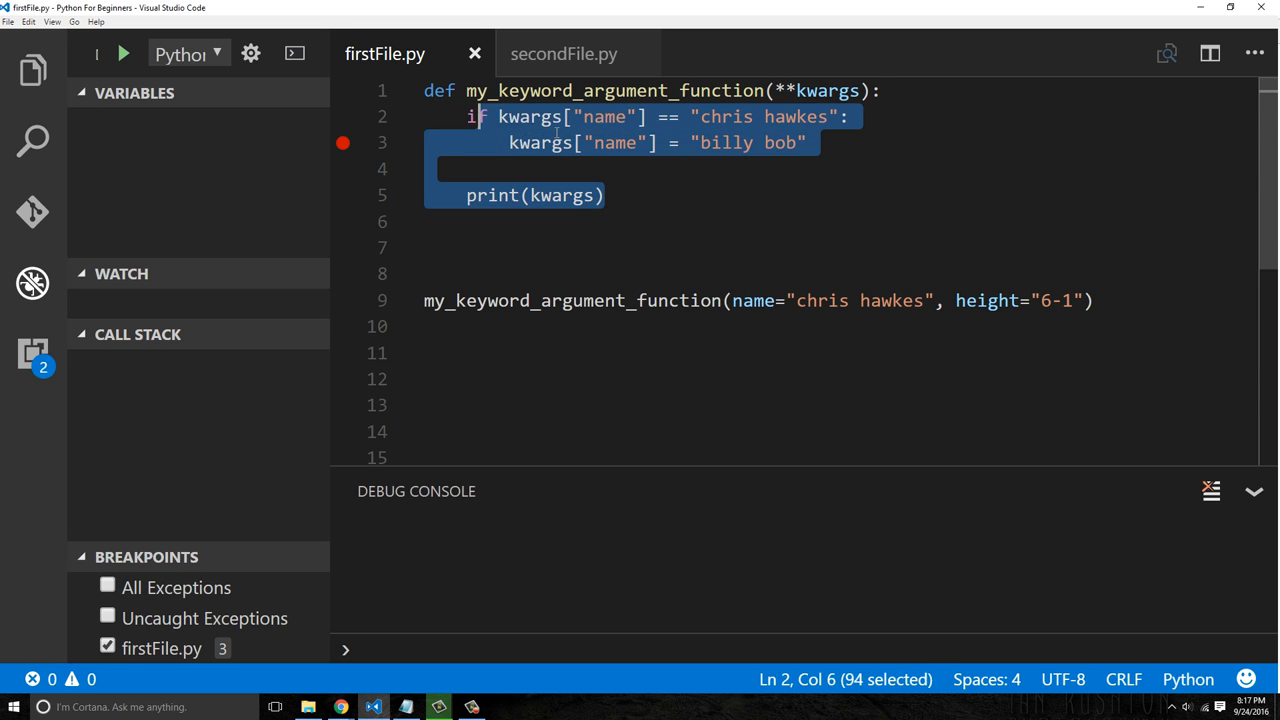 firstFile.py - Python For Beginners - Visual Studio Code
File Edit View Go Help
Python
VARIABLES
WATCH
CALL STACK
2
BREAKPOINTS
All Exceptions
Uncaught Exceptions
firstFile.py 3
firstFile.py secondFile.py
1 def my_keyword_argument_function(**kwargs):
2 if kwargs["name"] == "chris hawkes":
3 kwargs["name"] = "billy bob"
4
5 print(kwargs)
6
7
8
9 my_keyword_argument_function(name="chris hawkes", height="6-1")
10
11
12
13
14
15
DEBUG CONSOLE
0 0 Ln 2, Col 6 (94 selected) Spaces: 4 UTF-8 CRLF Python
I'm Cortana. Ask me anything.
8:17 PM
9/24/2016